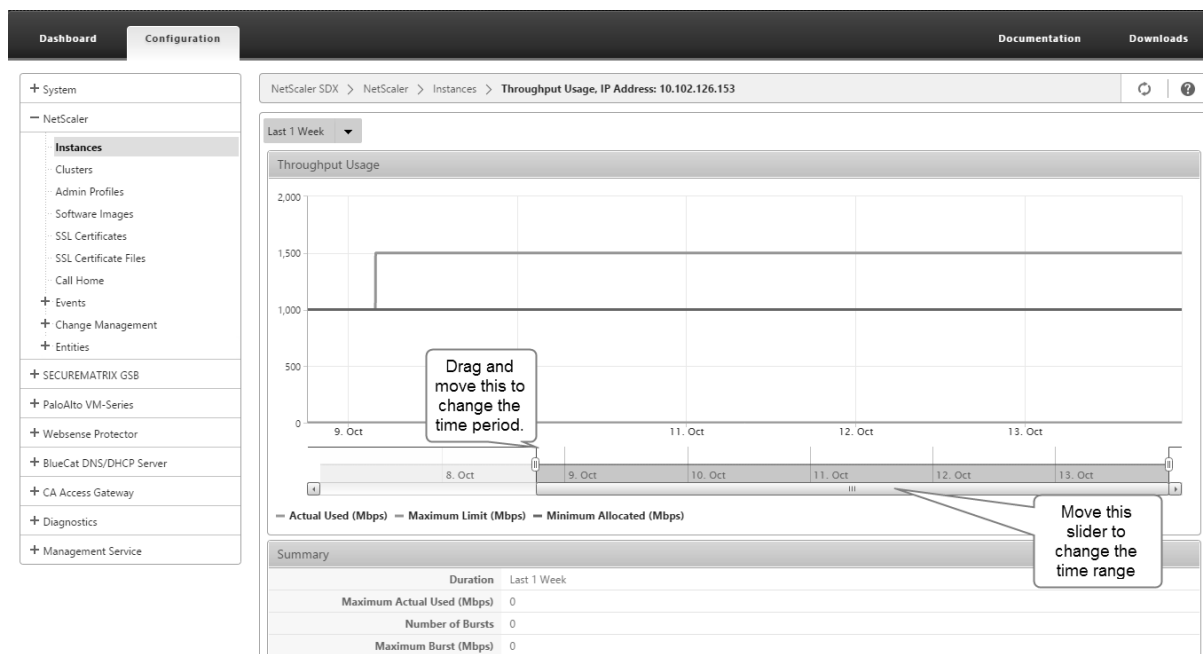 Dashboard
Configuration
Documentation
Downloads
+ System
− NetScaler
Instances
Clusters
Admin Profiles
Software Images
SSL Certificates
SSL Certificate Files
Call Home
+ Events
+ Change Management
+ Entities
+ SECUREMATRIX GSB
+ PaloAlto VM-Series
+ Websense Protector
+ BlueCat DNS/DHCP Server
+ CA Access Gateway
+ Diagnostics
+ Management Service
NetScaler SDX > NetScaler > Instances > Throughput Usage, IP Address: 10.102.126.153
?
Last 1 Week
Throughput Usage
2,000
1,500
1,000
500
0
9. Oct
11. Oct
12. Oct
13. Oct
Drag and
move this to
change the
time period.
8. Oct
9. Oct
10. Oct
11. Oct
12. Oct
13. Oct
Move this
slider to
change the
time range
Actual Used (Mbps) Maximum Limit (Mbps) Minimum Allocated (Mbps)
Summary
Duration Last 1 Week
Maximum Actual Used (Mbps) 0
Number of Bursts 0
Maximum Burst (Mbps) 0